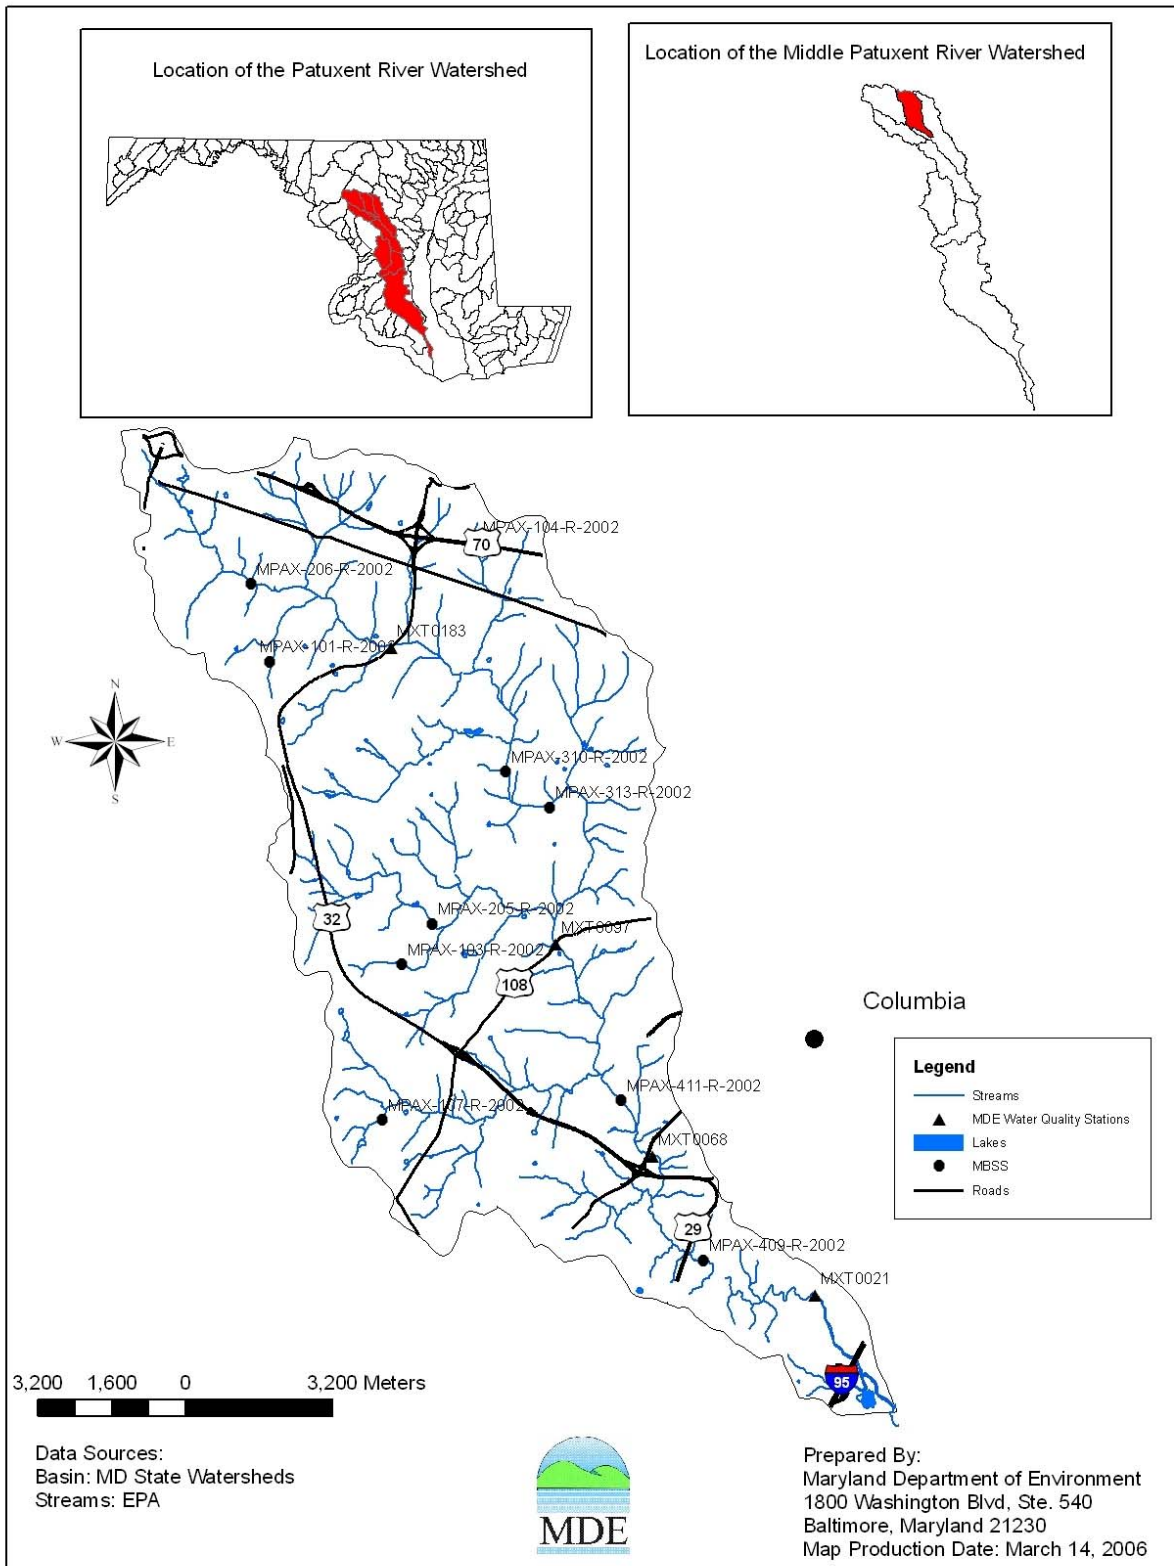 Location of the Patuxent River Watershed
Location of the Middle Patuxent River Watershed
MPAX-104-R-2002
70
MPAX-206-R-2002
MXT0183
MPAX-101-R-2002
N
W
E
S
MPAX-310-R-2002
MPAX-313-R-2002
MPAX-205-R-2002
32
MXT0097
MPAX-103-R-2002
108
Columbia
Legend
Streams
MDE Water Quality Stations
Lakes
MBSS
Roads
MPAX-411-R-2002
MPAX-107-R-2002
MXT0068
29
MPAX-409-R-2002
MXT0021
95
3,200 1,600 0 3,200 Meters
Data Sources:
Basin: MD State Watersheds
Streams: EPA
MDE
Prepared By:
Maryland Department of Environment
1800 Washington Blvd, Ste. 540
Baltimore, Maryland 21230
Map Production Date: March 14, 2006